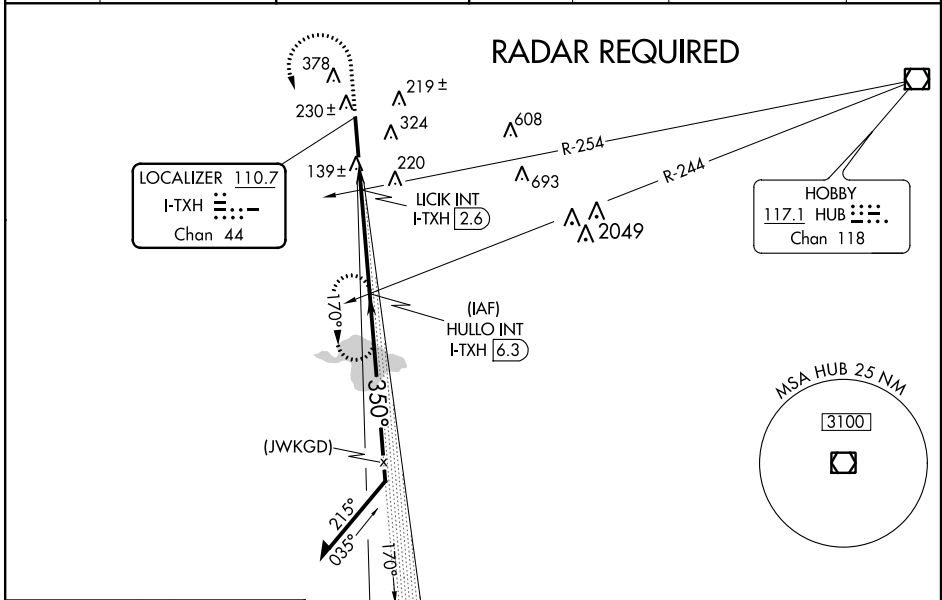 RADAR REQUIRED
378
219 ±
230 ±
324
608
R-254
139 ±
220
693
R-244
LOCALIZER 110.7
I-TXH
Chan 44
LICIK INT
I-TXH 2.6
2049
HOBBY
117.1 HUB
Chan 118
170°
(IAF)
HULLO INT
I-TXH 6.3
350°
MSA HUB 25 NM
3100
(JWKGD)
215°
035°
170°